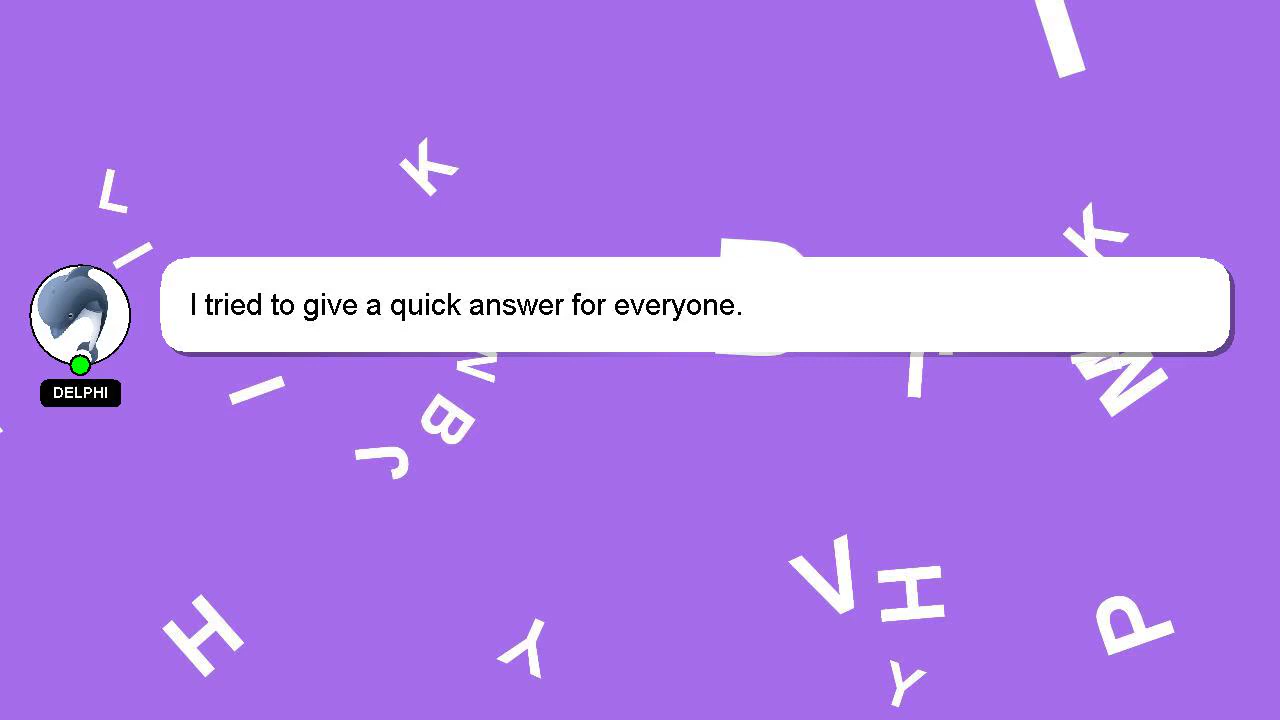 I
K
L
K
I
D
I tried to give a quick answer for everyone.
DELPHI
N
I
M
B
J
V
H
P
H
Y
Y